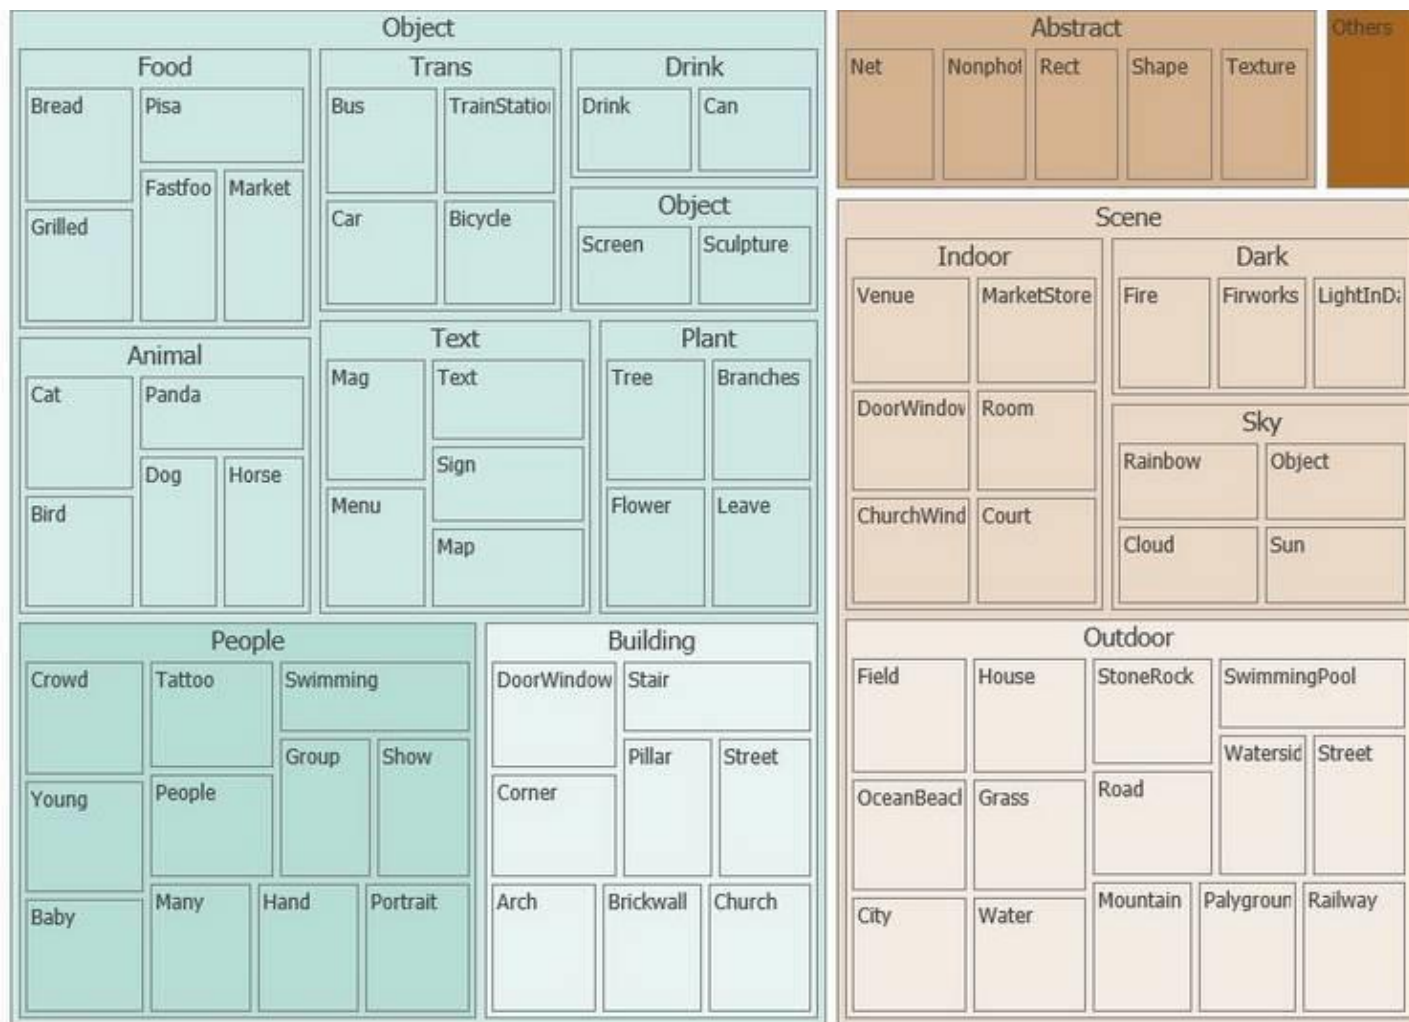 Object
Food
Bread
Pisa
Grilled
Fastfoo
Market
Trans
Bus
TrainStation
Car
Bicycle
Drink
Drink
Can
Object
Screen
Sculpture
Animal
Cat
Panda
Bird
Dog
Horse
Text
Mag
Text
Sign
Menu
Map
Plant
Tree
Branches
Flower
Leave
People
Crowd
Tattoo
Swimming
Group
Show
Young
People
Baby
Many
Hand
Portrait
Building
DoorWindow
Stair
Pillar
Street
Corner
Arch
Brickwall
Church
Abstract
Net
Nonphot
Rect
Shape
Texture
Others
Scene
Indoor
Venue
MarketStore
DoorWindow
Room
ChurchWind
Court
Dark
Fire
Firworks
LightInDa
Sky
Rainbow
Object
Cloud
Sun
Outdoor
Field
House
StoneRock
SwimmingPool
Watersid
Street
OceanBeach
Grass
Road
City
Water
Mountain
Palygroun
Railway